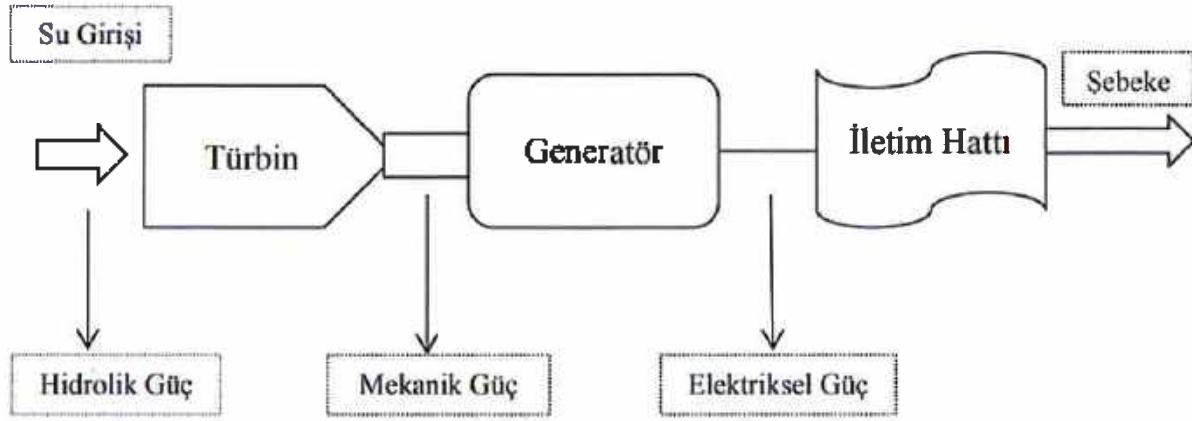 Su Girişi
Şebeke
Türbin
Generatör
İletim Hattı
Hidrolik Güç
Mekanik Güç
Elektriksel Güç